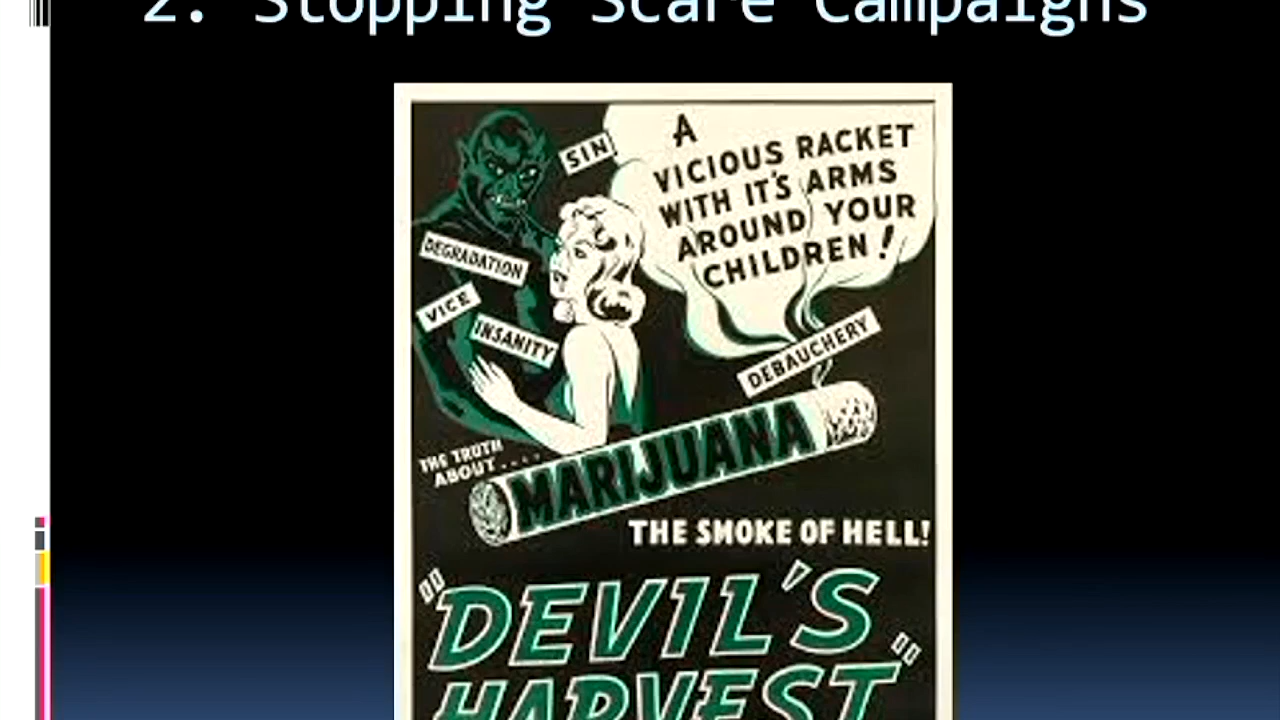 2. Stopping Scare Campaigns
SIN
A
VICIOUS RACKET
WITH IT'S ARMS
AROUND YOUR
CHILDREN!
DEGRADATION
VICE
INSANITY
DEBAUCHERY
THE TRUTH
ABOUT....
MARIJUANA
THE SMOKE OF HELL!
"DEVIL'S
HARVEST"